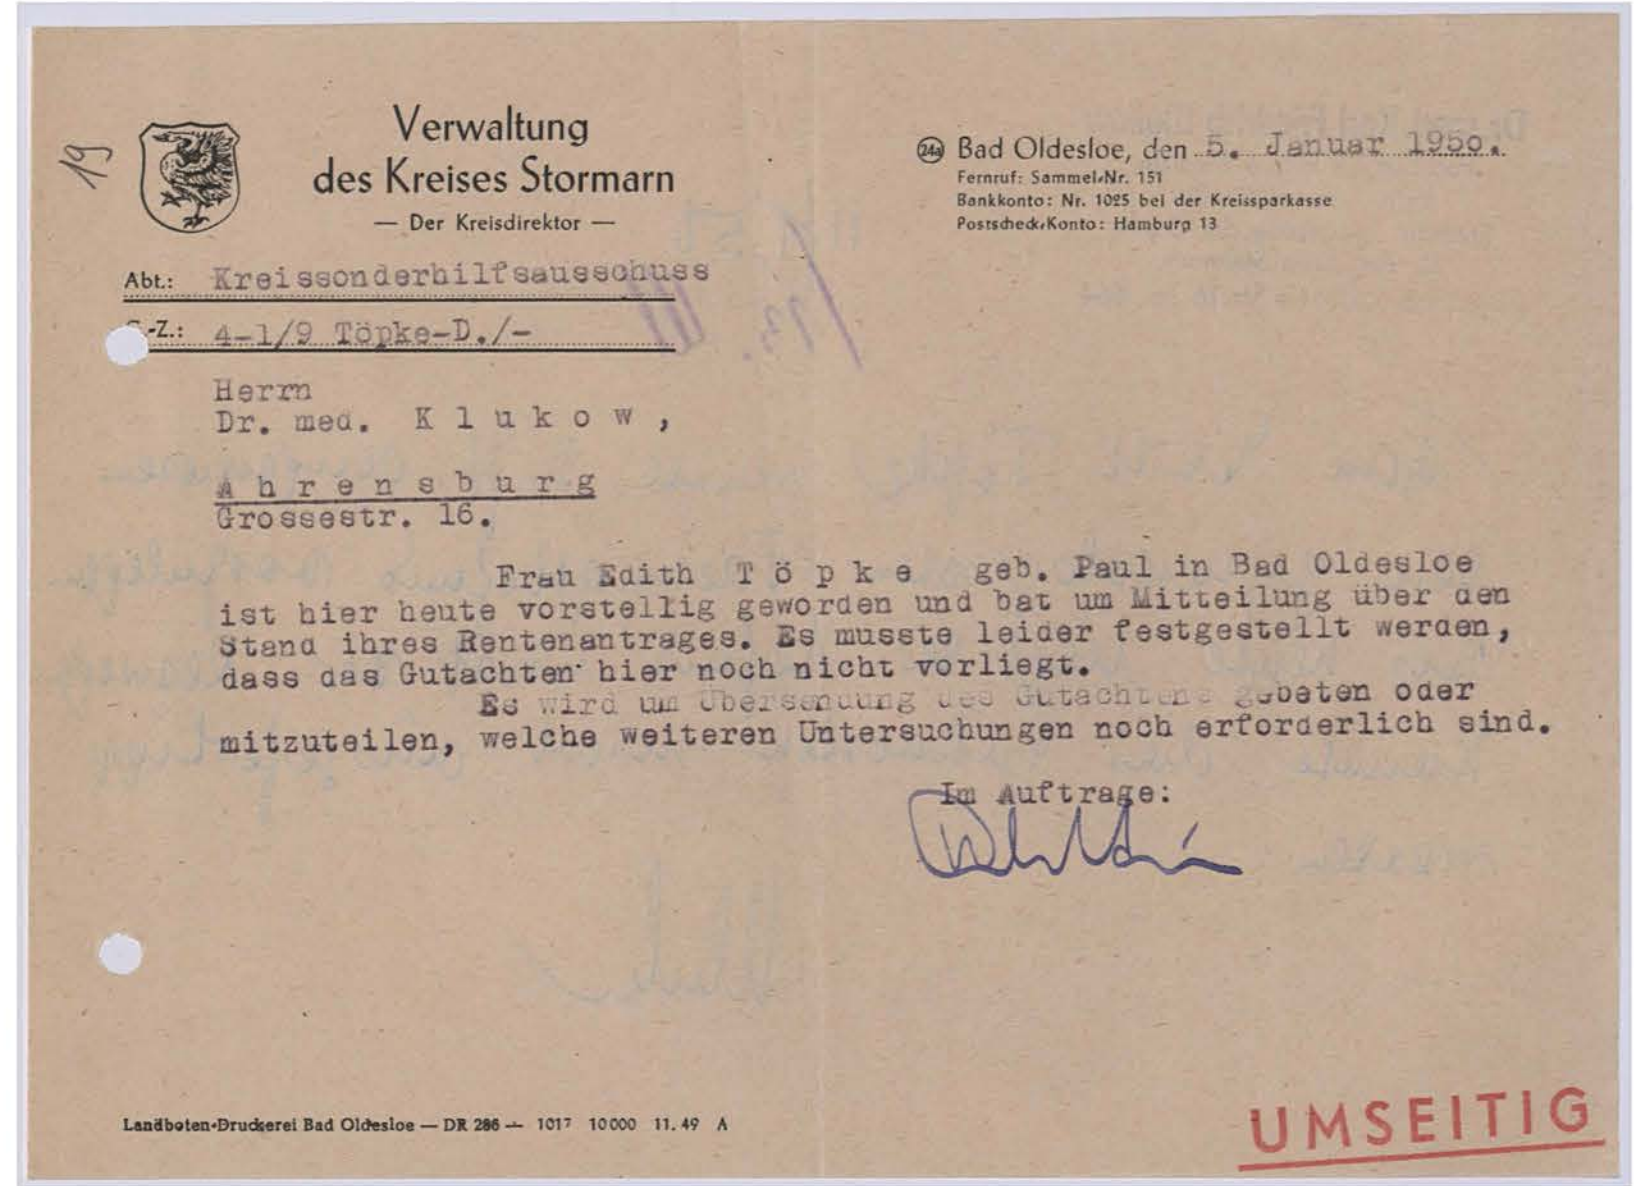 19
Verwaltung
des Kreises Stormarn
— Der Kreisdirektor —
24a Bad Oldesloe, den 5. Januar 1950.
Fernruf: Sammel-Nr. 151
Bankkonto: Nr. 1025 bei der Kreissparkasse
Postscheck-Konto: Hamburg 13
Abt.: Kreissonderhilfsausschuss
-Z.: 4-1/9 Töpke-D./-
Herrn
Dr. med. K l u k o w ,
A h r e n s b u r g
Grossestr. 16.
Frau Edith T ö p k e geb. Paul in Bad Oldesloe
ist hier heute vorstellig geworden und bat um Mitteilung über den
Stand ihres Rentenantrages. Es musste leider festgestellt werden,
dass das Gutachten hier noch nicht vorliegt.
Es wird um Übersendung des Gutachtens gebeten oder
mitzuteilen, welche weiteren Untersuchungen noch erforderlich sind.
Im Auftrage:
Landboten-Druckerei Bad Oldesloe — DR 286 — 1017 10000 11. 49 A
UMSEITIG